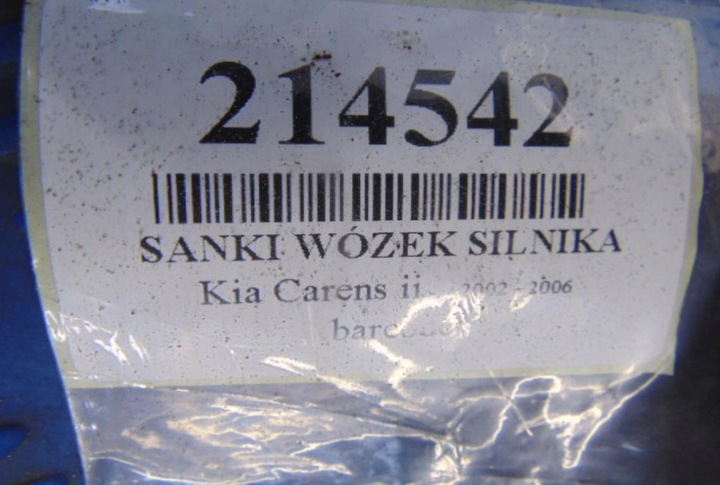 214542
SANKI WÓZEK SILNIKA
Kia Carens ii 2002 - 2006